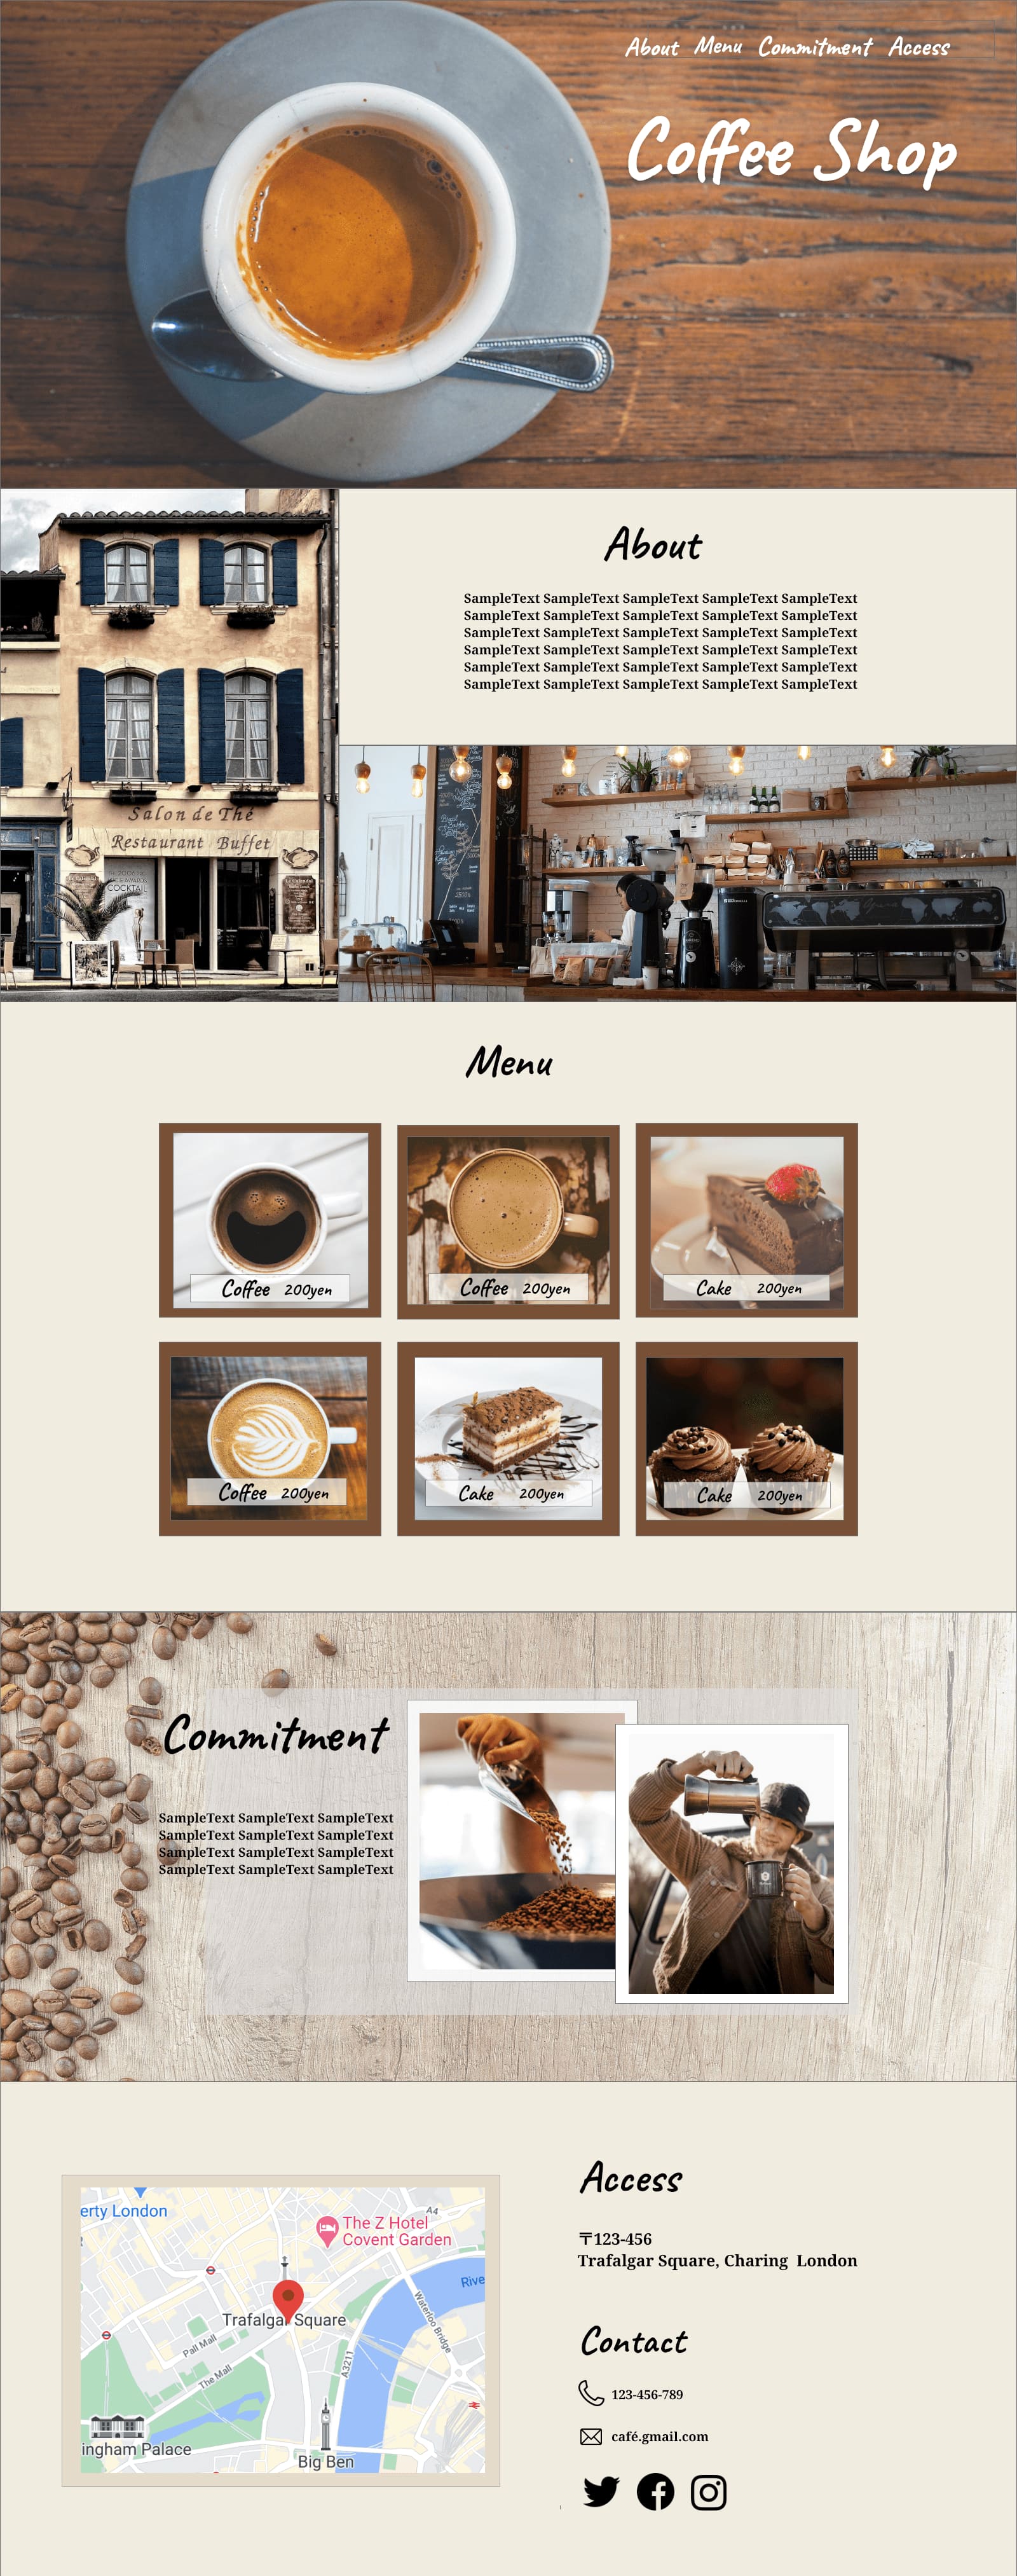 About Menu Commitment Access
Coffee Shop
About
SampleText SampleText SampleText SampleText SampleText
SampleText SampleText SampleText SampleText SampleText
SampleText SampleText SampleText SampleText SampleText
SampleText SampleText SampleText SampleText SampleText
SampleText SampleText SampleText SampleText SampleText
SampleText SampleText SampleText SampleText SampleText
Salon de Thé
Restaurant Buffet
COCKTAIL
Menu
Coffee 200yen
Coffee 200yen
Cake 200yen
Coffee 200yen
Cake 200yen
Cake 200yen
Commitment
SampleText SampleText SampleText
SampleText SampleText SampleText
SampleText SampleText SampleText
SampleText SampleText SampleText
erty London
A4
The Z Hotel
Covent Garden
Rive
Trafalgar Square
Waterloo Bridge
Pall Mall
The Mall
A3211
ingham Palace
Big Ben
Access
〒123-456
Trafalgar Square, Charing London
Contact
123-456-789
café.gmail.com